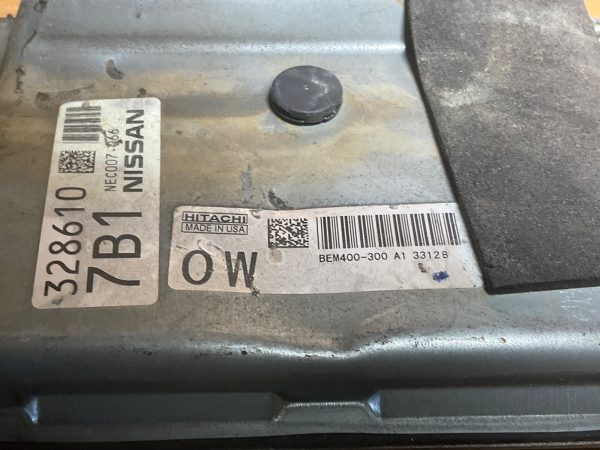 328610
7B1
NEC007-066
NISSAN
HITACHI
MADE IN USA
OW
BEM400-300 A1 3312B